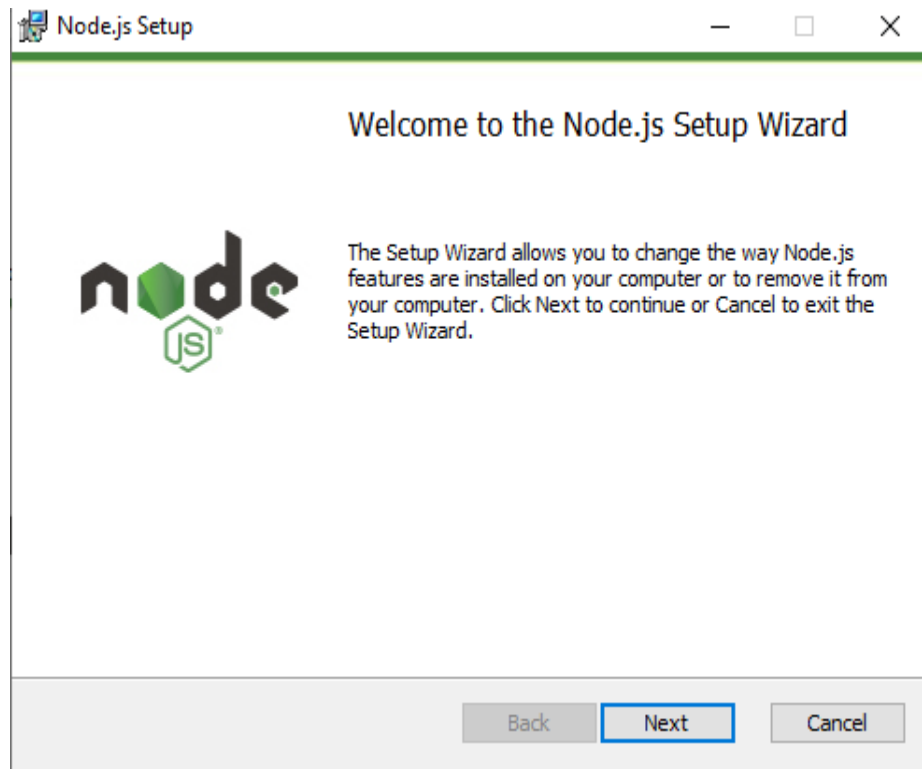 Node.js Setup
Welcome to the Node.js Setup Wizard
node
JS
The Setup Wizard allows you to change the way Node.js
features are installed on your computer or to remove it from
your computer. Click Next to continue or Cancel to exit the
Setup Wizard.
Back Next Cancel